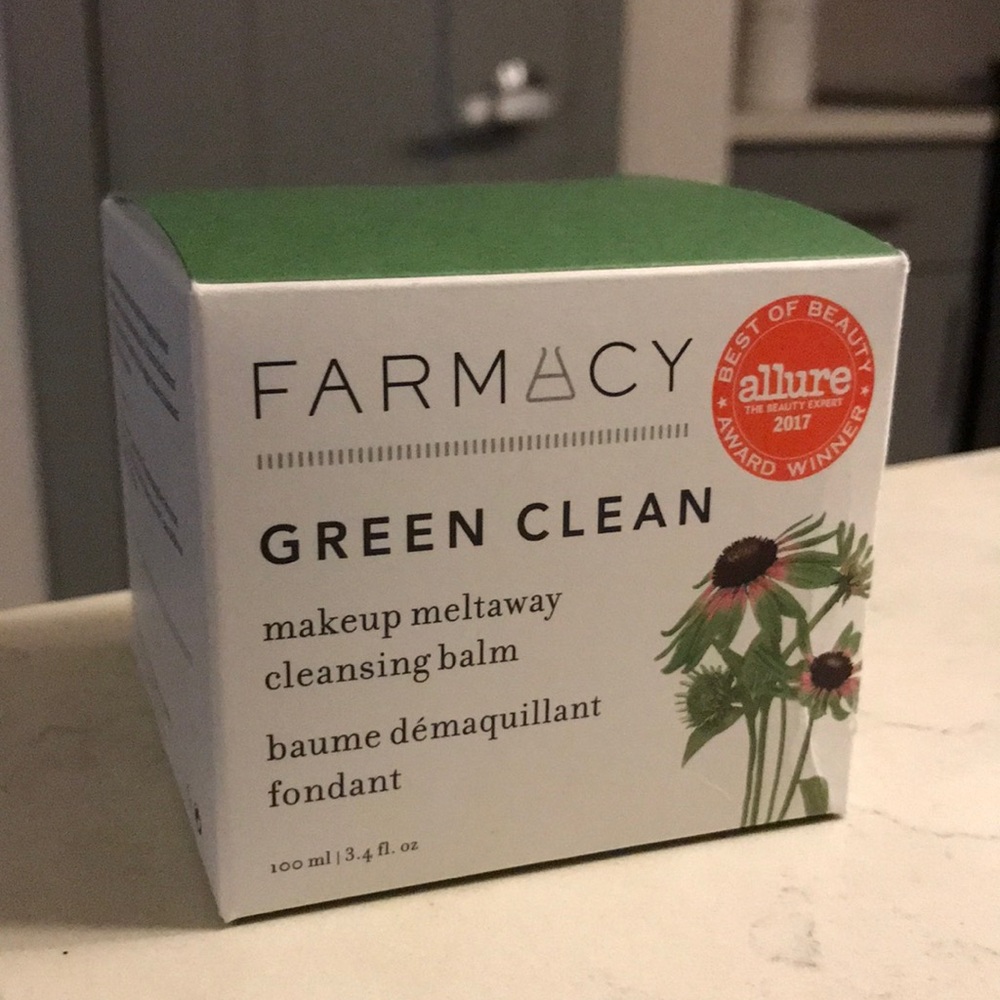 FARMACY
BEST OF BEAUTY
allure
THE BEAUTY EXPERT
2017
AWARD WINNER
GREEN CLEAN
makeup meltaway
cleansing balm
baume démaquillant
fondant
100 ml | 3.4 fl. oz